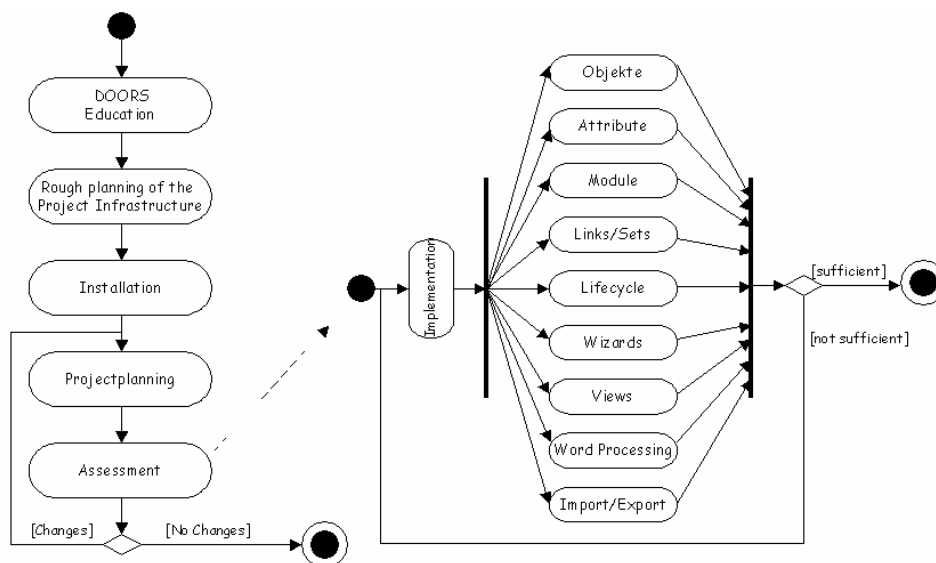 DOORS
Education
Rough planning of the
Project Infrastructure
Installation
Projectplanning
Assessment
[Changes]
[No Changes]
Implementation
Objekte
Attribute
Module
Links/Sets
Lifecycle
Wizards
Views
Word Processing
Import/Export
[sufficient]
[not sufficient]